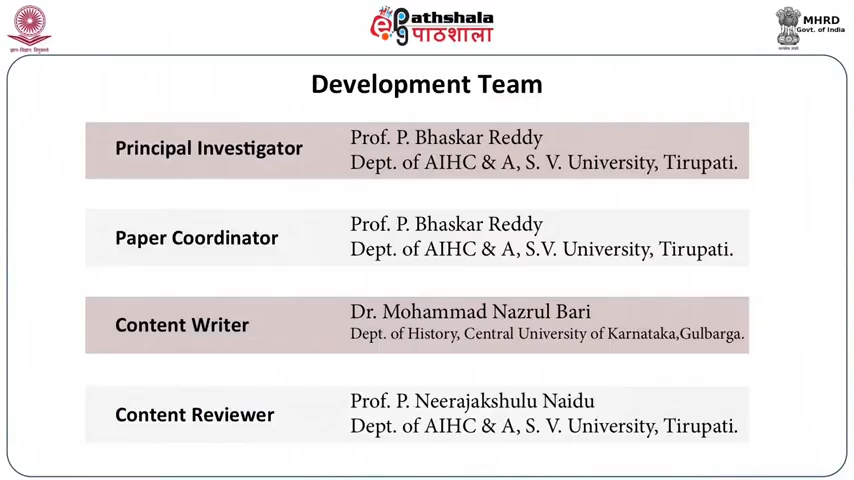 ePathshala
पाठशाला
MHRD
Govt. of India
ज्ञान-विज्ञान विमुक्तये
Development Team
Principal Investigator
Prof. P. Bhaskar Reddy
Dept. of AIHC & A, S. V. University, Tirupati.
Paper Coordinator
Prof. P. Bhaskar Reddy
Dept. of AIHC & A, S.V. University, Tirupati.
Content Writer
Dr. Mohammad Nazrul Bari
Dept. of History, Central University of Karnataka,Gulbarga.
Content Reviewer
Prof. P. Neerajakshulu Naidu
Dept. of AIHC & A, S. V. University, Tirupati.